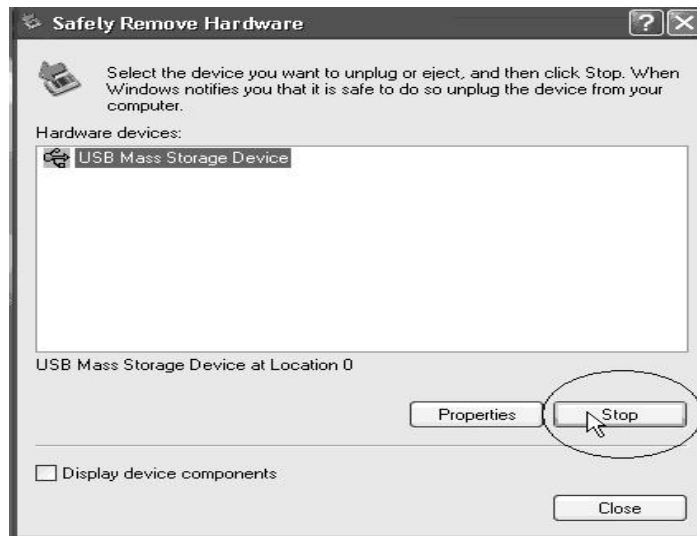 Safely Remove Hardware
Select the device you want to unplug or eject, and then click Stop. When
Windows notifies you that it is safe to do so unplug the device from your
computer.
Hardware devices:
USB Mass Storage Device
USB Mass Storage Device at Location 0
Properties
Stop
Display device components
Close